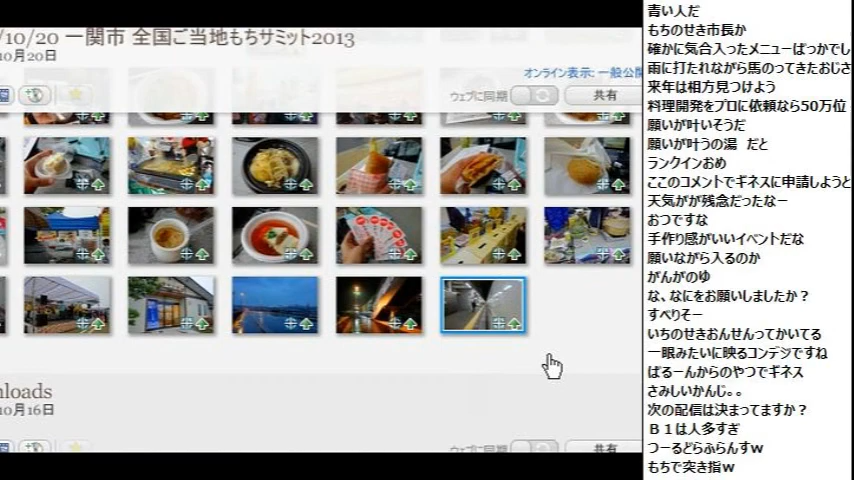 /10/20 一関市 全国ご当地もちサミット2013
10月20日
オンライン表示: 一般公開
ウェブに同期
共有
nloads
10月16日
ウェブに同期
共有
青い人だ
もちのせき市長か
確かに気合入ったメニューばっかでし
雨に打たれながら馬のってきたおじさ
来年は相方見つけよう
料理開発をプロに依頼なら50万位
願いが叶いそうだ
願いが叶うの湯 だと
ランクインおめ
ここのコメントでギネスに申請しようと
天気がが残念だったなー
おつですな
手作り感がいいイベントだな
願いながら入るのか
がんがのゆ
な、なにをお願いしましたか？
すべりそー
いちのせきおんせんってかいてる
一眼みたいに映るコンデジですね
ばるーんからのやつでギネス
さみしいかんじ。。
次の配信は決まってますか？
Ｂ１は人多すぎ
つーるどらふらんすw
もちで突き指w